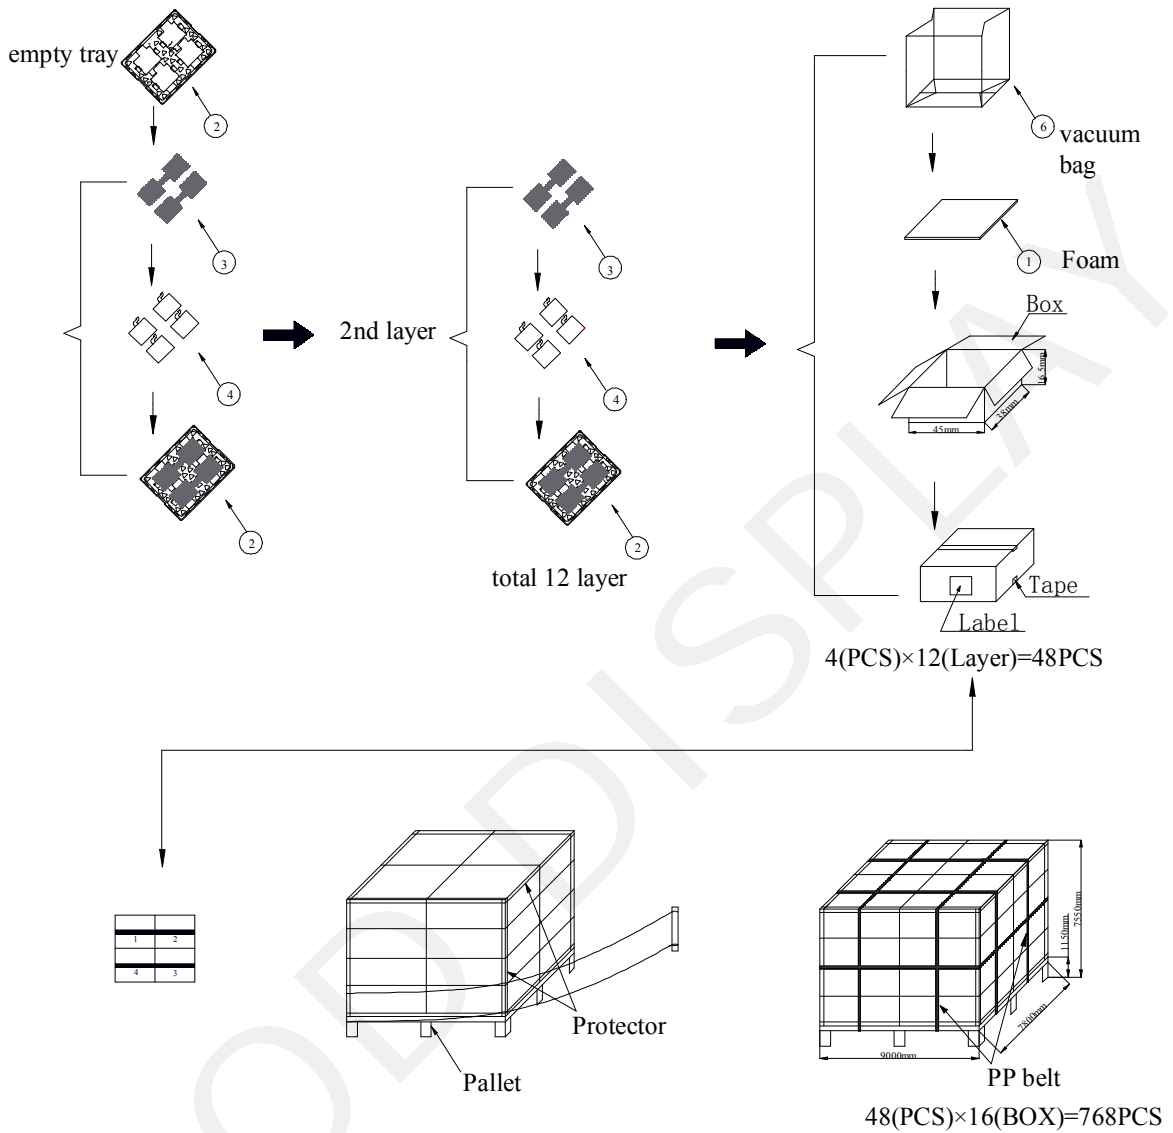 empty tray
2
3
4
2
2nd layer
3
4
2
total 12 layer
6
vacuum
bag
1
Foam
Box
16.5mm
38mm
45mm
Tape
Label
4(PCS)×12(Layer)=48PCS
1 2
4 3
Protector
Pallet
7550mm
1150mm
7800mm
9000mm
PP belt
48(PCS)×16(BOX)=768PCS
OD DISPLAY